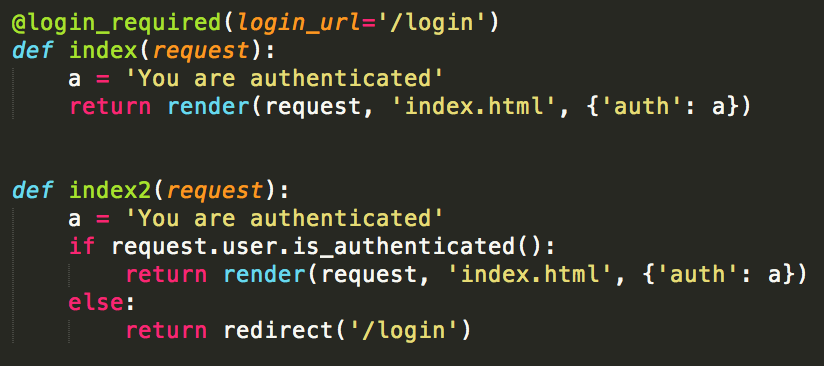 @login_required(login_url='/login')
def index(request):
    a = 'You are authenticated'
    return render(request, 'index.html', {'auth': a})
def index2(request):
    a = 'You are authenticated'
    if request.user.is_authenticated():
        return render(request, 'index.html', {'auth': a})
    else:
        return redirect('/login')